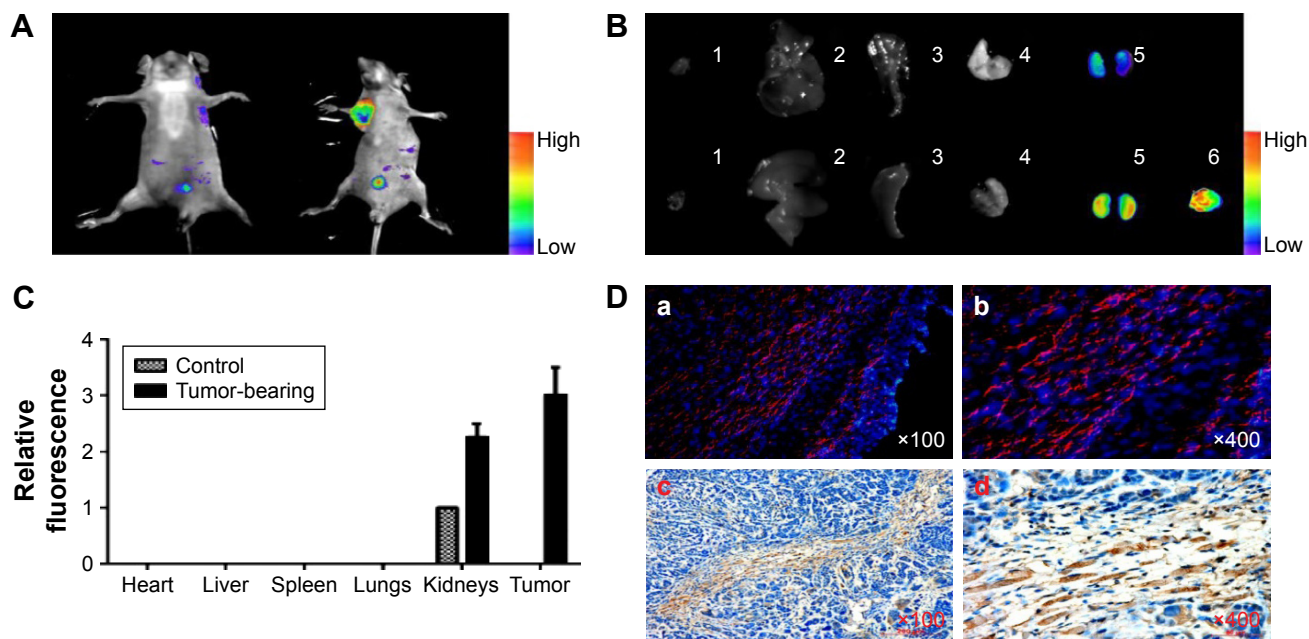 A
High
Low
B
1 2 3 4 5
1 2 3 4 5 6
High
Low
C
Relative
fluorescence
4
3
2
1
0
Control
Tumor-bearing
Heart Liver Spleen Lungs Kidneys Tumor
D
a
×100
b
×400
c
×100
d
×400